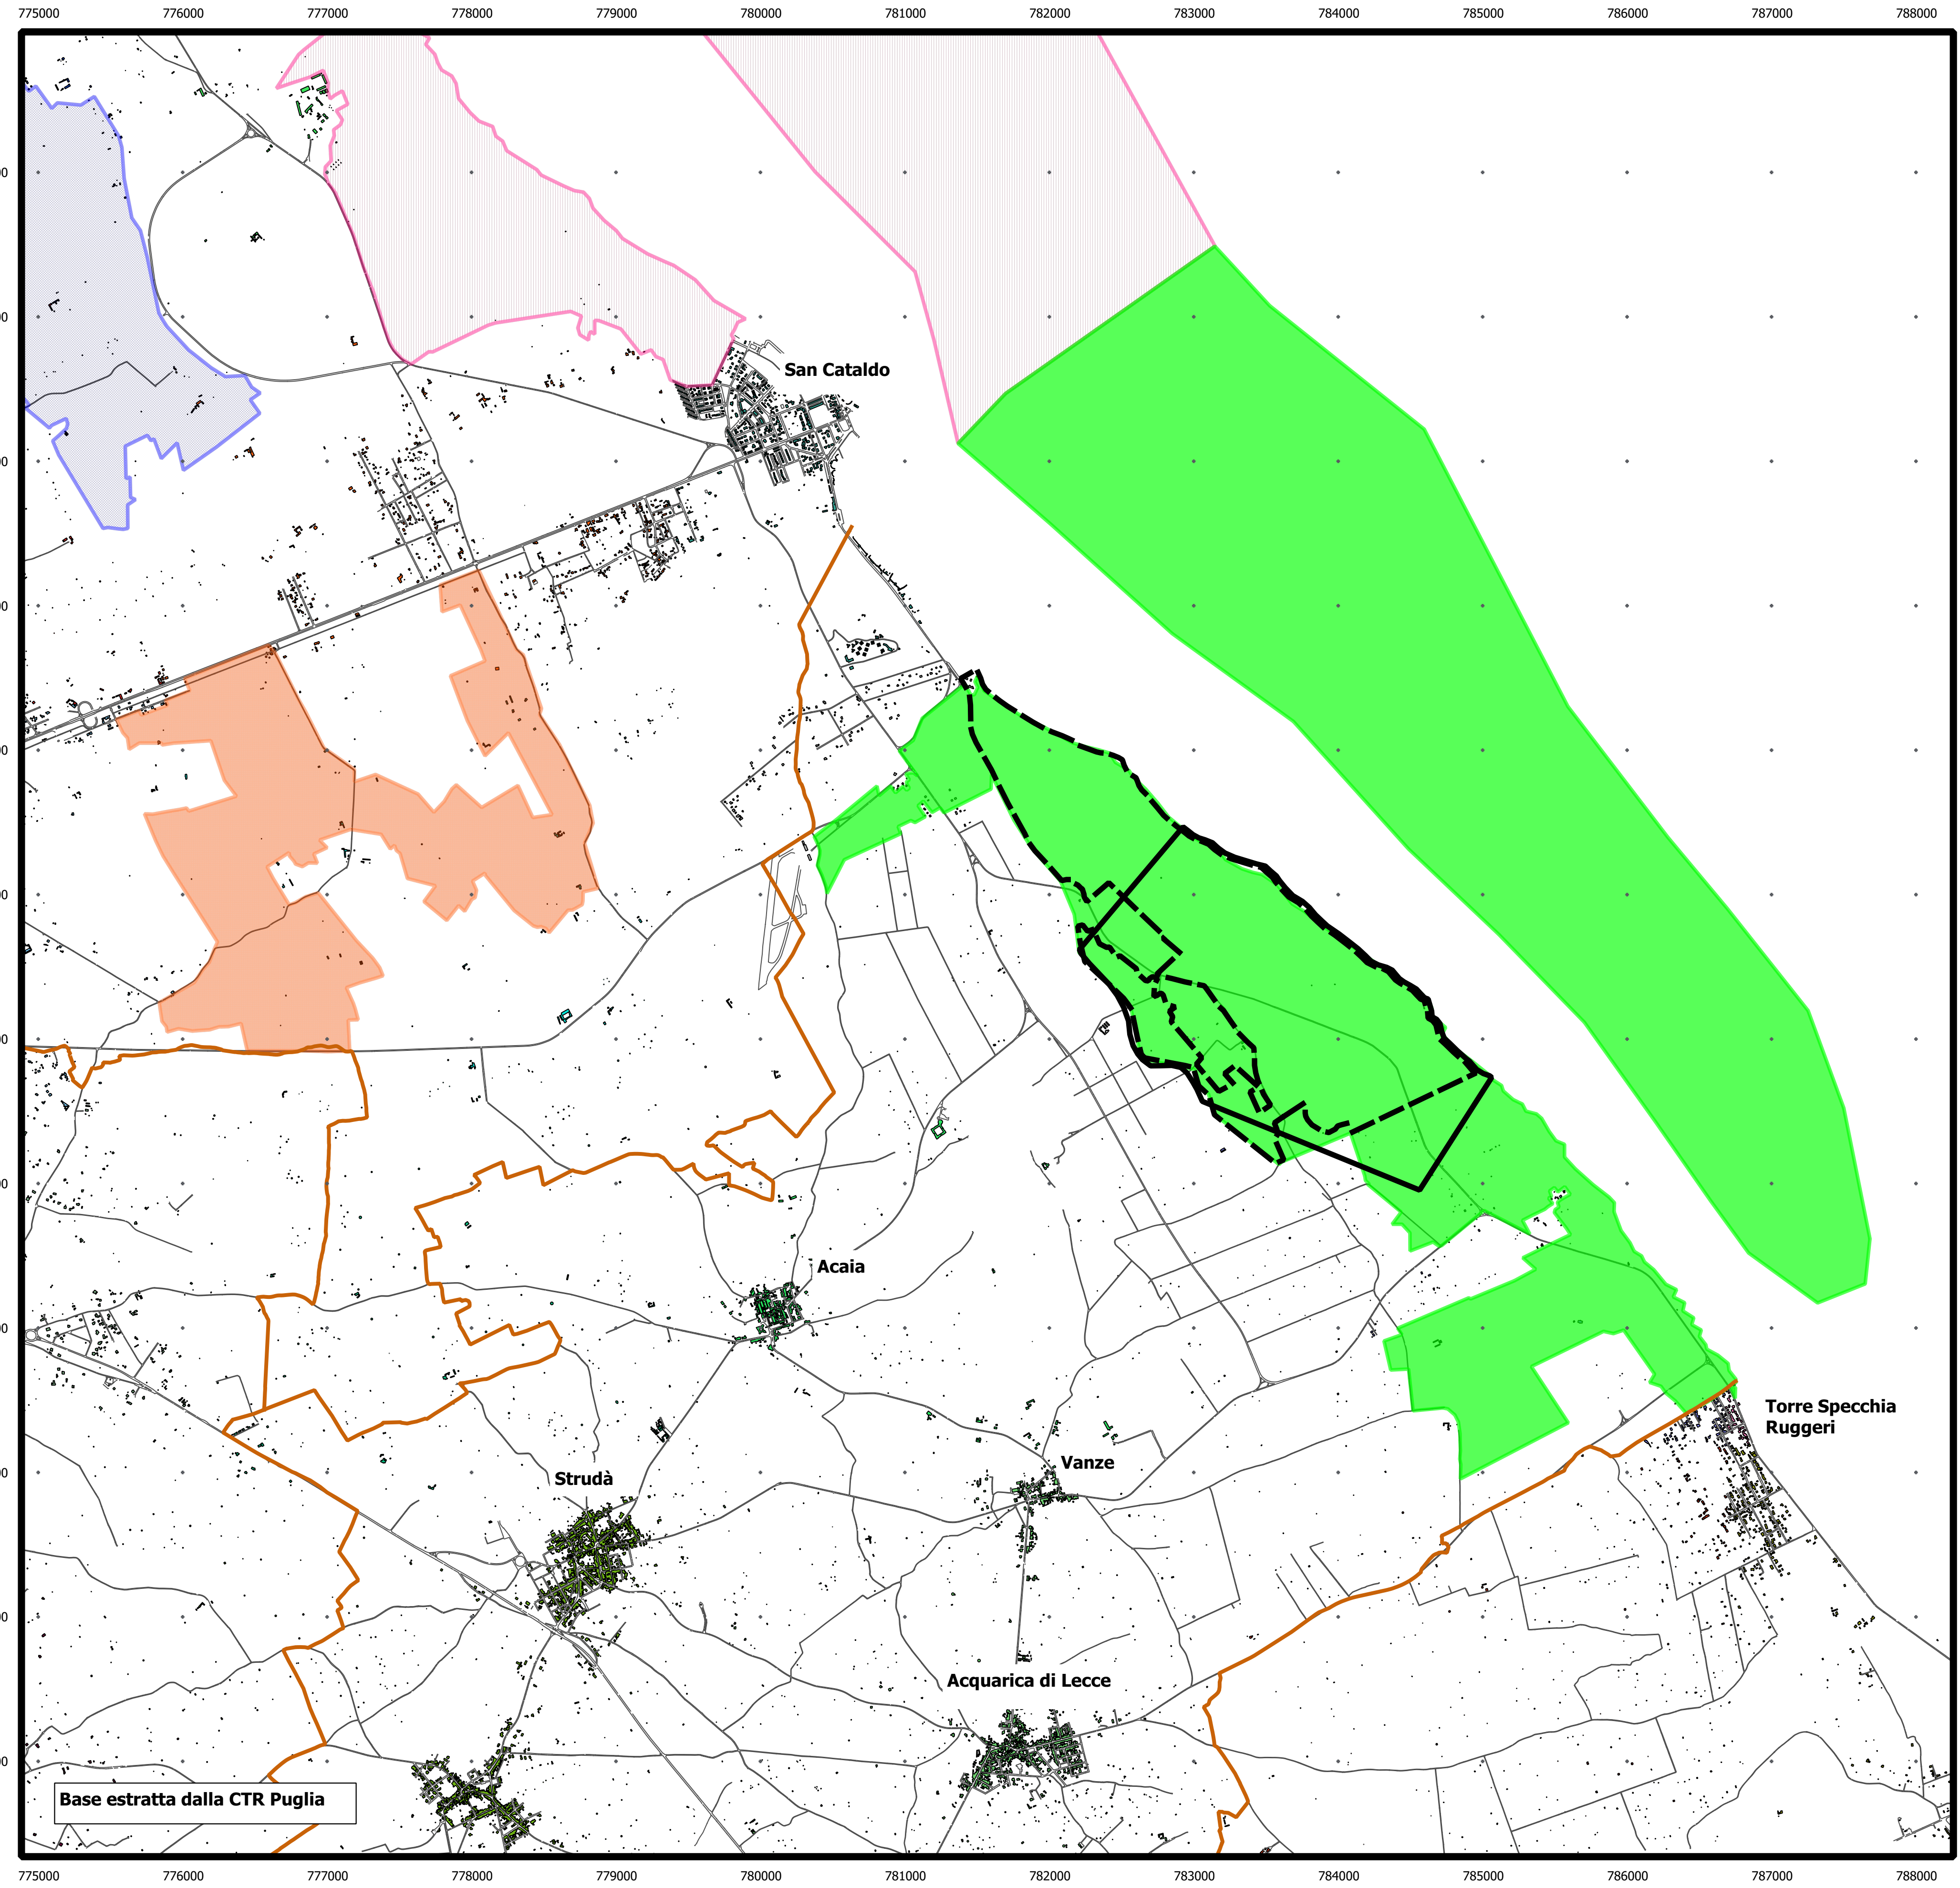 775000 776000 777000 778000 779000 780000 781000 782000 783000 784000 785000 786000 787000 788000
San Cataldo
Acaia
Torre Specchia
Ruggeri
Vanze
Strudà
Acquarica di Lecce
Base estratta dalla CTR Puglia
775000 776000 777000 778000 779000 780000 781000 782000 783000 784000 785000 786000 787000 788000